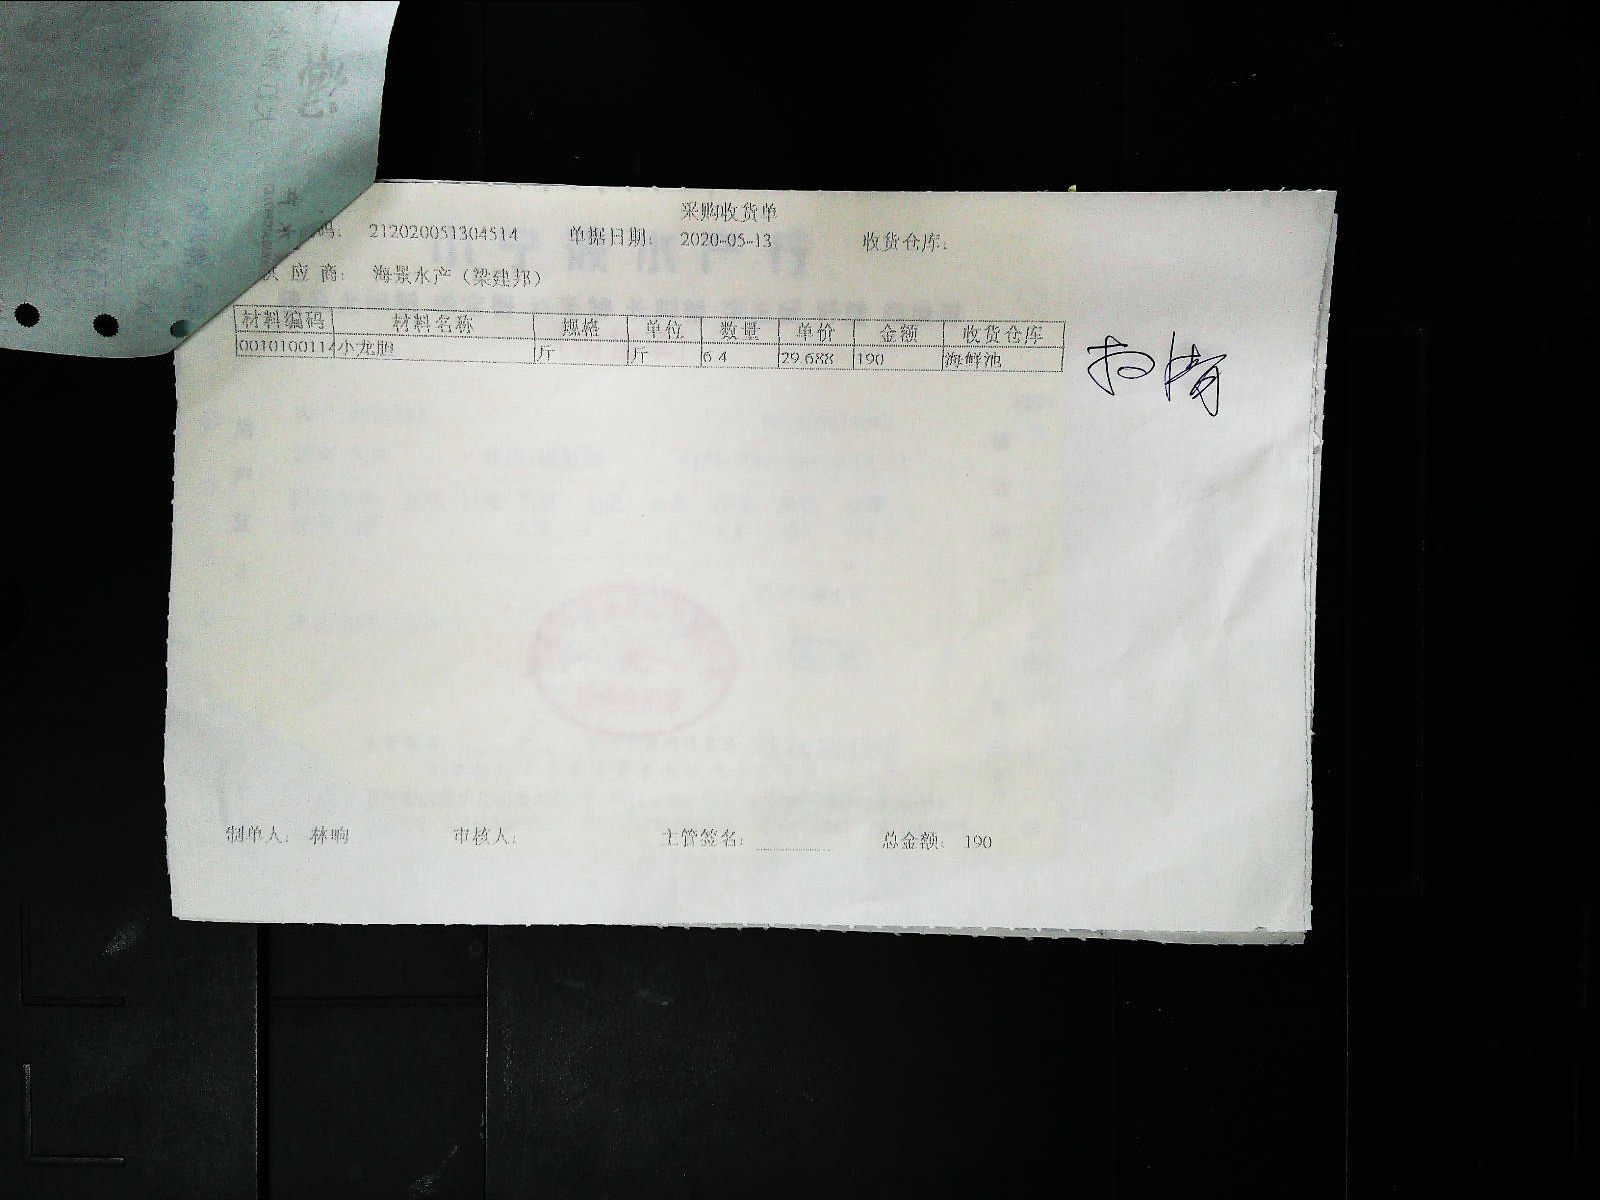 采购收货单
码: 212020051304514 单据日期: 2020-05-13 收货仓库:
供应商: 海景水产(梁建邦)
材料编码 材料名称 规格 单位 数量 单价 金额 收货仓库
0010100114 小龙胆 斤 斤 6.4 29.688 190 海鲜池
制单人: 林晌 审核人: 主管签名: 总金额: 190